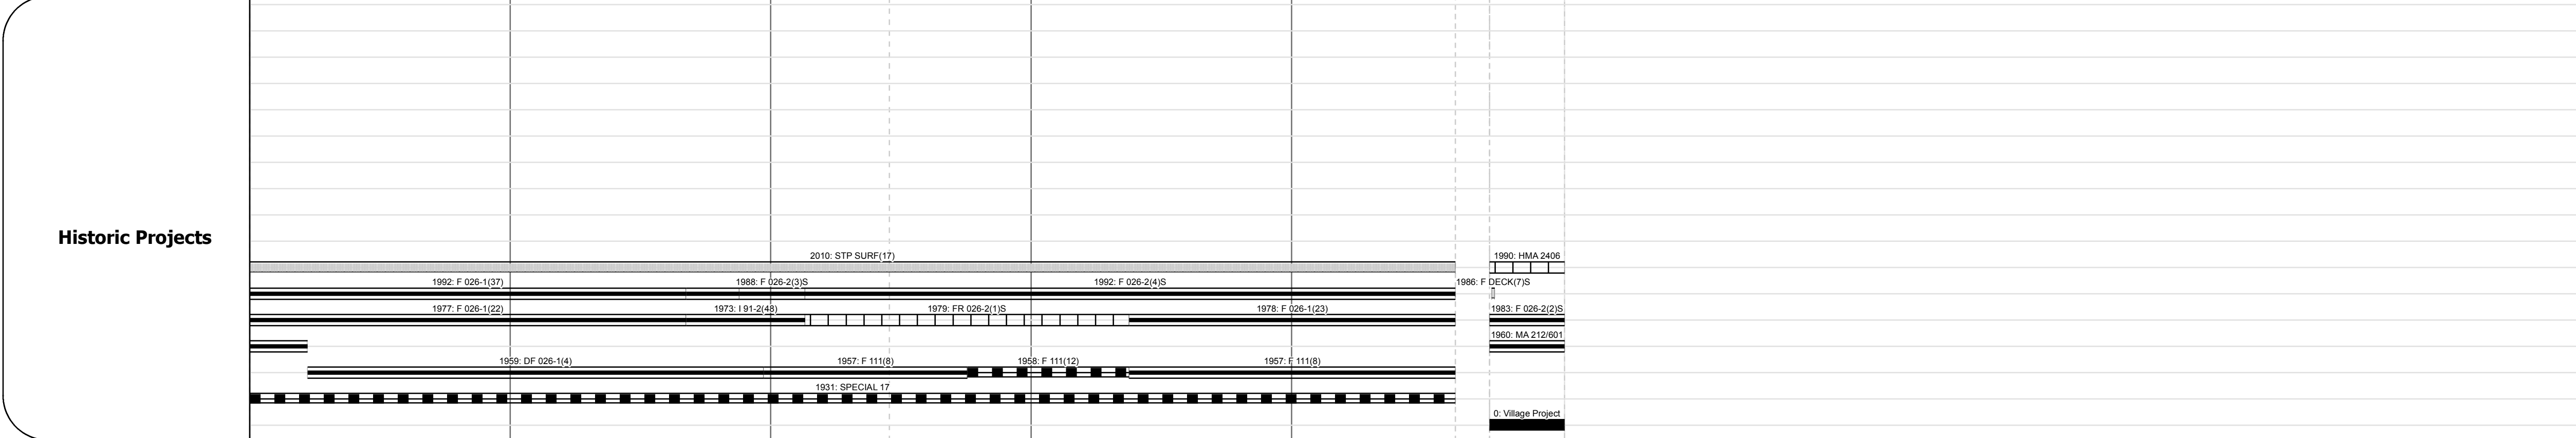 Historic Projects
2010: STP SURF(17)
1990: HMA 2406
1992: F 026-1(37)
1988: F 026-2(3)S
1992: F 026-2(4)S
1986: F DECK(7)S
1977: F 026-1(22)
1973: I 91-2(48)
1979: FR 026-2(1)S
1978: F 026-1(23)
1983: F 026-2(2)S
1960: MA 212/601
1959: DF 026-1(4)
1957: F 111(8)
1958: F 111(12)
1957: F 111(8)
1931: SPECIAL 17
0: Village Project